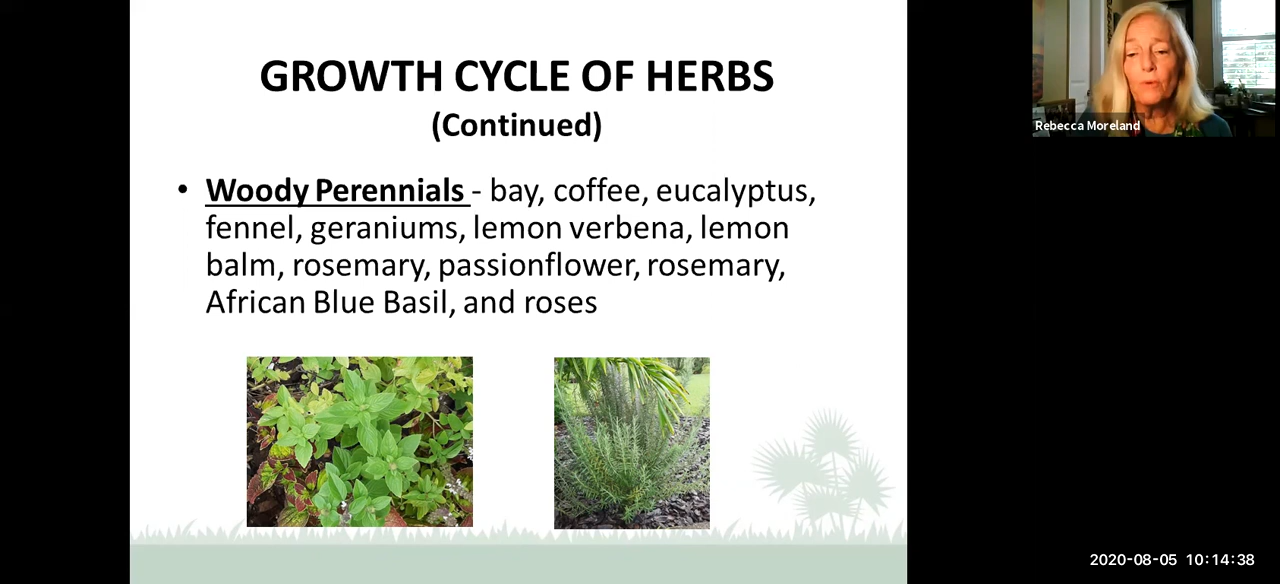 GROWTH CYCLE OF HERBS
(Continued)
• Woody Perennials - bay, coffee, eucalyptus,
fennel, geraniums, lemon verbena, lemon
balm, rosemary, passionflower, rosemary,
African Blue Basil, and roses
Rebecca Moreland
2020-08-05 10:14:38